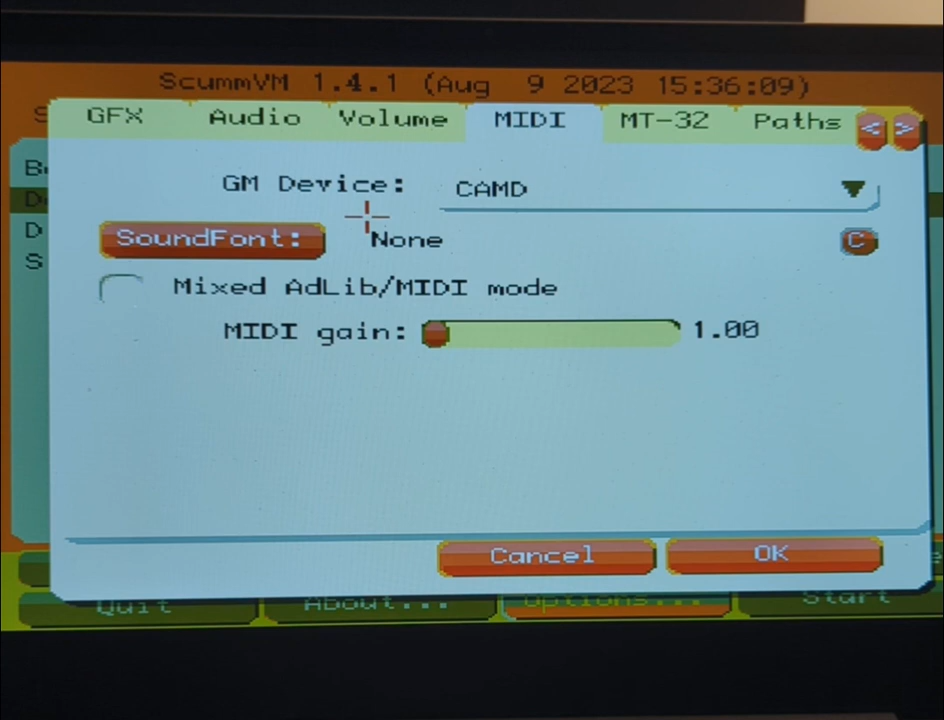 ScummVM 1.4.1 (Aug  9 2023 15:36:09)
GFX Audio Volume MIDI MT-32 Paths < >
GM Device: CAMD
SoundFont: None C
Mixed AdLib/MIDI mode
MIDI gain: 1.00
Cancel OK
Quit About... Options... Start